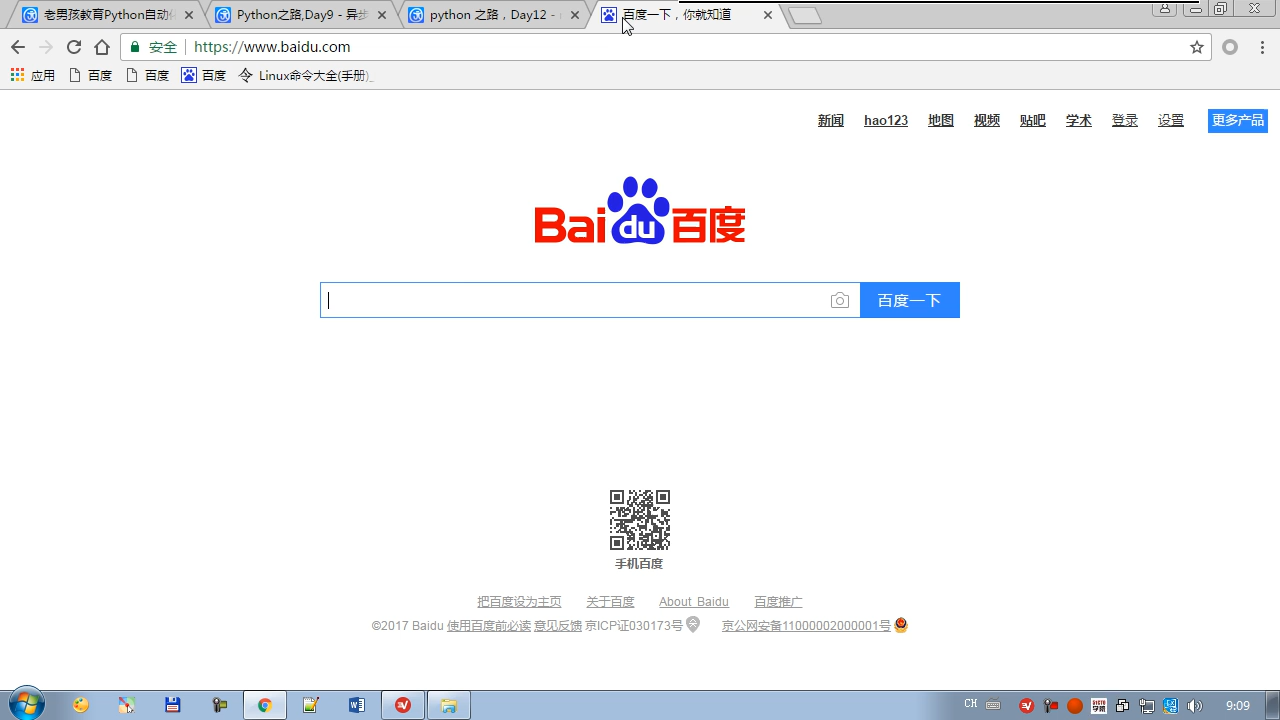 老男孩教育Python自动化 Python之路,Day9 - 异步 python 之路，Day12 - 百度一下，你就知道
安全 https://www.baidu.com
应用 百度 百度 百度 Linux命令大全(手册)_
新闻 hao123 地图 视频 贴吧 学术 登录 设置 更多产品
Bai du 百度
百度一下
手机百度
把百度设为主页 关于百度 About Baidu 百度推广
©2017 Baidu 使用百度前必读 意见反馈 京ICP证030173号 京公网安备11000002000001号
CH 9:09